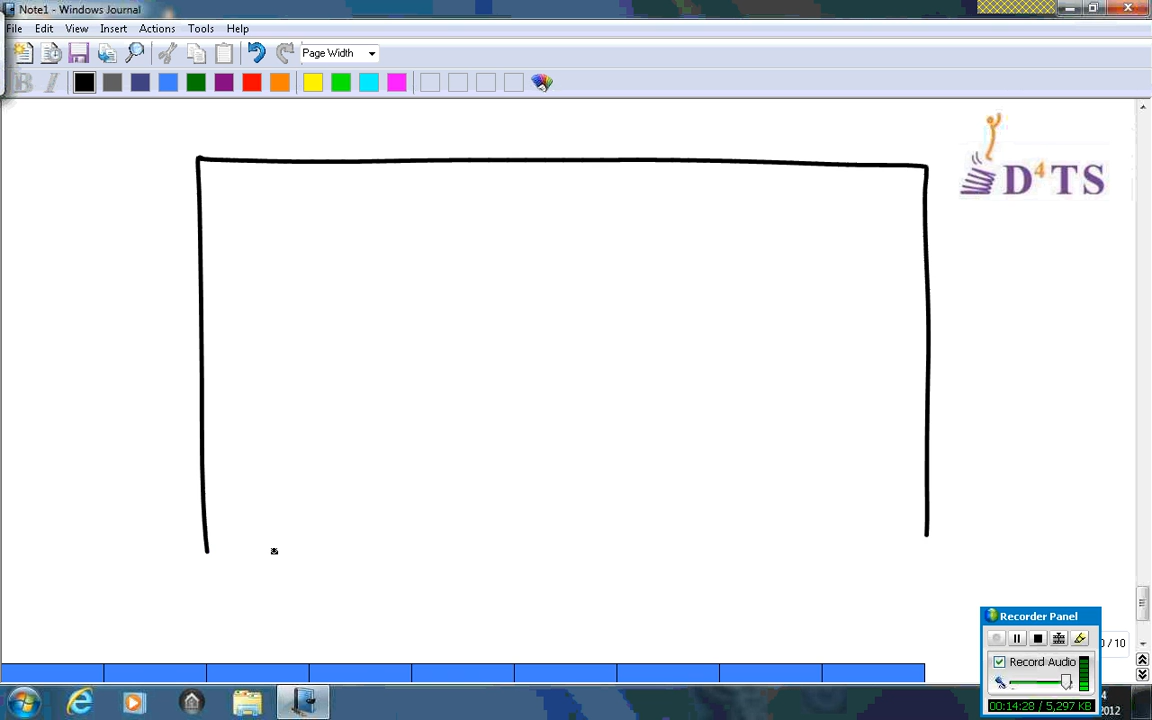 Note1 - Windows Journal
File Edit View Insert Actions Tools Help
Page Width
B I
D4TS
Recorder Panel
0 / 10
Record Audio
00:14:28 / 5,297 KB
4
2012